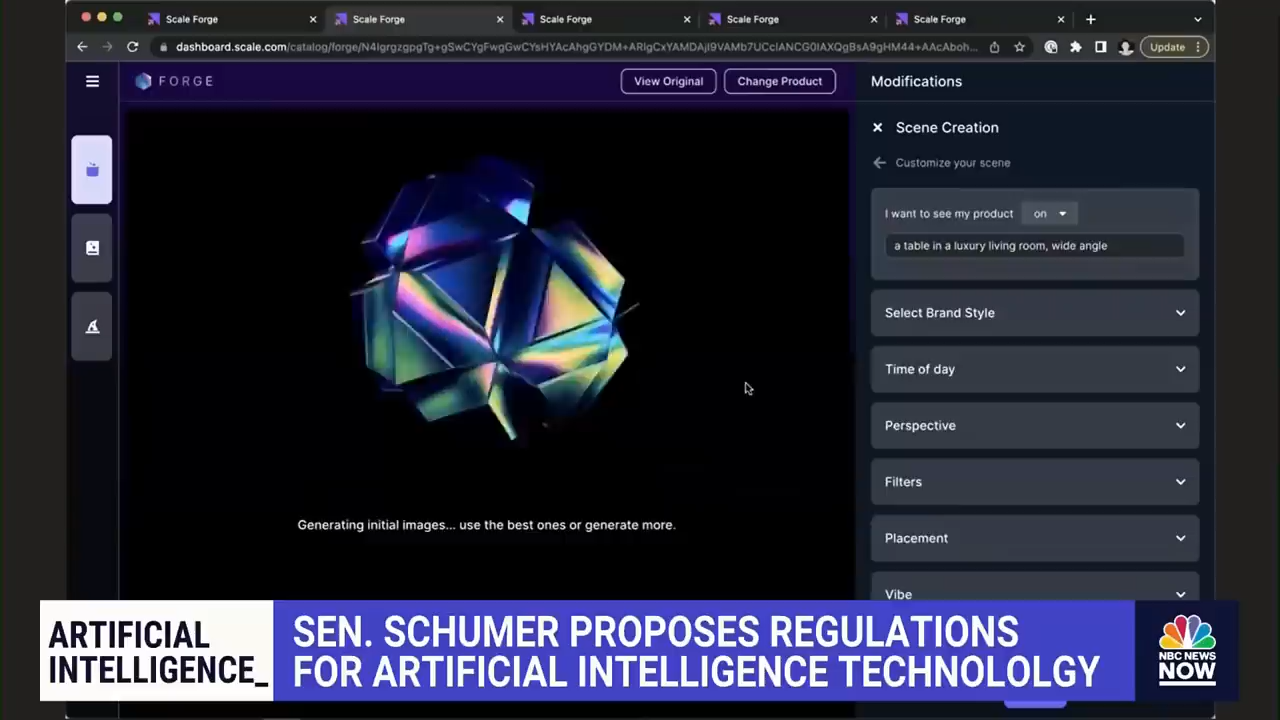 Scale Forge
Scale Forge
Scale Forge
Scale Forge
Scale Forge
Update
FORGE
View Original
Change Product
Modifications
Scene Creation
Customize your scene
I want to see my product on
a table in a luxury living room, wide angle
Select Brand Style
Time of day
Perspective
Filters
Placement
Vibe
Generating initial images... use the best ones or generate more.
ARTIFICIAL
INTELLIGENCE_
SEN. SCHUMER PROPOSES REGULATIONS
FOR ARTIFICIAL INTELLIGENCE TECHNOLOLGY
NBC NEWS
NOW